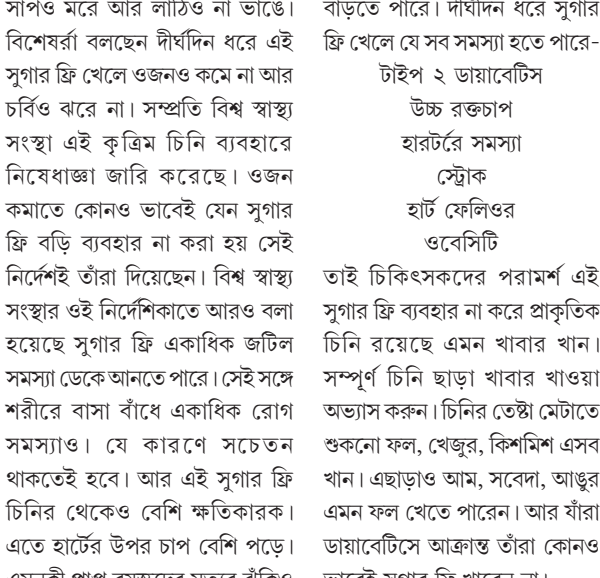 সাপও মরে আর লাঠিও না ভাঙে।
বিশেষর্রা বলছেন দীর্ঘদিন ধরে এই
সুগার ফ্রি খেলে ওজনও কমে না আর
চর্বিও ঝরে না। সম্প্রতি বিশ্ব স্বাস্থ্য
সংস্থা এই কৃত্রিম চিনি ব্যবহারে
নিষেধাজ্ঞা জারি করেছে। ওজন
কমাতে কোনও ভাবেই যেন সুগার
ফ্রি বড়ি ব্যবহার না করা হয় সেই
নির্দেশই তাঁরা দিয়েছেন। বিশ্ব স্বাস্থ্য
সংস্থার ওই নির্দেশিকাতে আরও বলা
হয়েছে সুগার ফ্রি একাধিক জটিল
সমস্যা ডেকে আনতে পারে। সেই সঙ্গে
শরীরে বাসা বাঁধে একাধিক রোগ
সমস্যাও। যে কারণে সচেতন
থাকতেই হবে। আর এই সুগার ফ্রি
চিনির থেকেও বেশি ক্ষতিকারক।
এতে হার্টের উপর চাপ বেশি পড়ে।
বাড়তে পারে। দীর্ঘদিন ধরে সুগার
ফ্রি খেলে যে সব সমস্যা হতে পারে-
টাইপ ২ ডায়াবেটিস
উচ্চ রক্তচাপ
হারটর্রে সমস্যা
স্ট্রোক
হার্ট ফেলিওর
ওবেসিটি
তাই চিকিৎসকদের পরামর্শ এই
সুগার ফ্রি ব্যবহার না করে প্রাকৃতিক
চিনি রয়েছে এমন খাবার খান।
সম্পূর্ণ চিনি ছাড়া খাবার খাওয়া
অভ্যাস করুন। চিনির তেষ্টা মেটাতে
শুকনো ফল, খেজুর, কিশমিশ এসব
খান। এছাড়াও আম, সবেদা, আঙুর
এমন ফল খেতে পারেন। আর যাঁরা
ডায়াবেটিসে আক্রান্ত তাঁরা কোনও
ভাবেই সুগার ফ্রি খাবেন না।